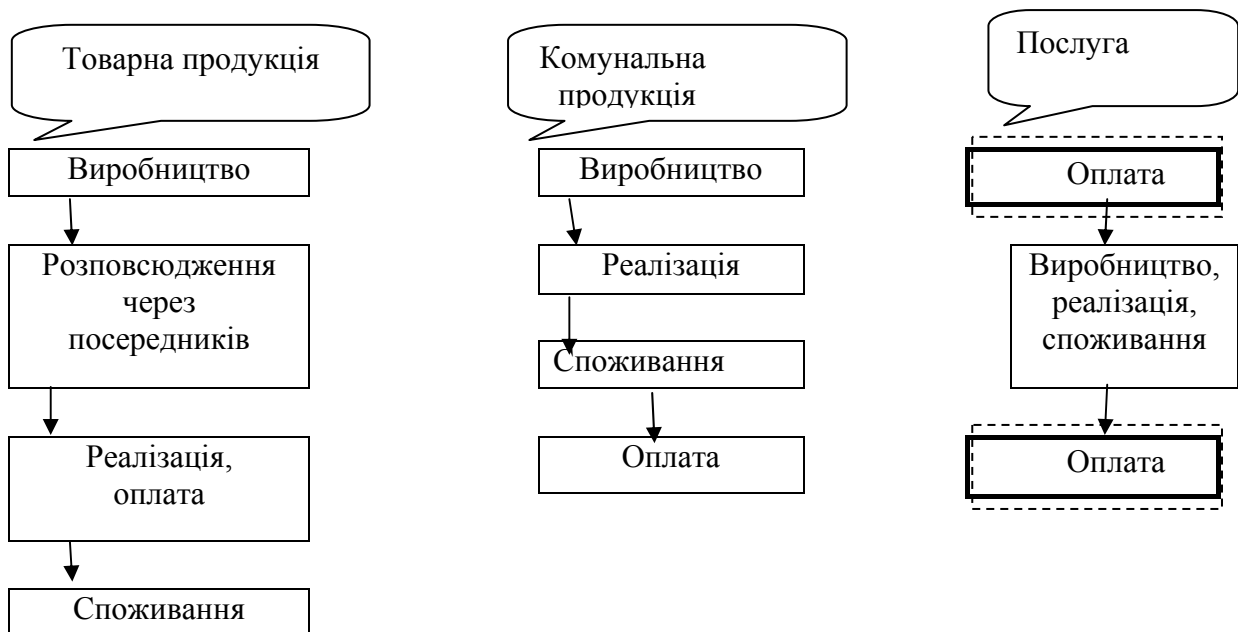 Товарна продукція
Виробництво
Розповсюдження
через
посередників
Реалізація,
оплата
Споживання
Комунальна
продукція
Виробництво
Реалізація
Споживання
Оплата
Послуга
Оплата
Виробництво,
реалізація,
споживання
Оплата